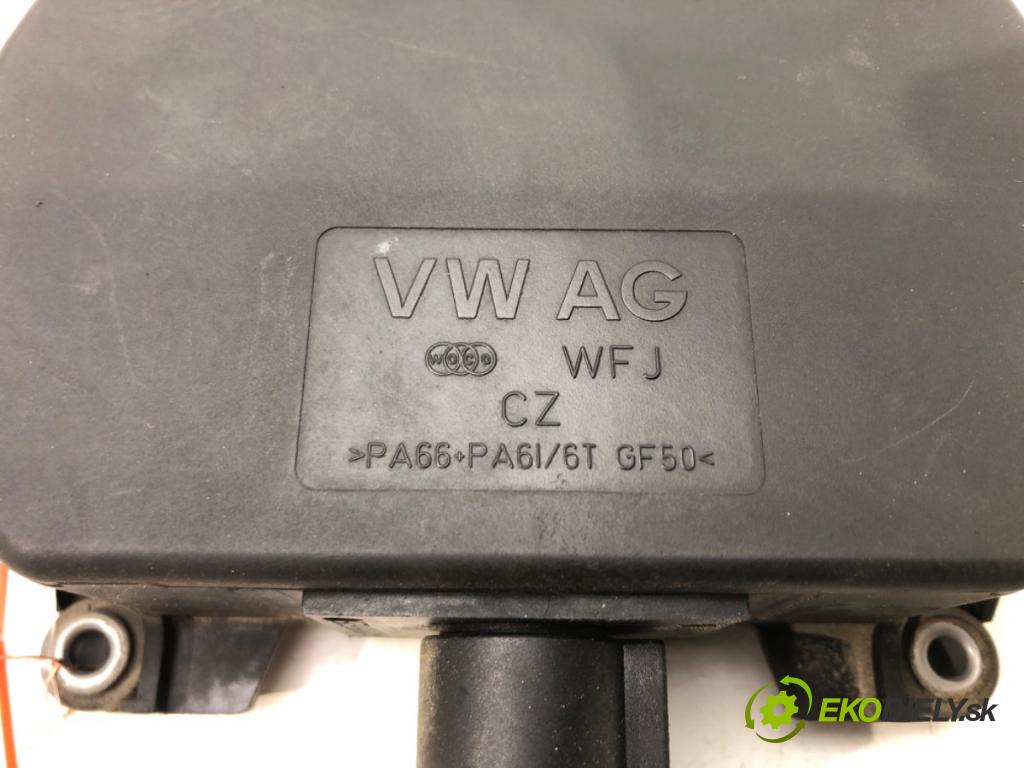 VW AG
WOCO WFJ
CZ
>PA66+PA6I/6T GF50<
EKODIELY.sk